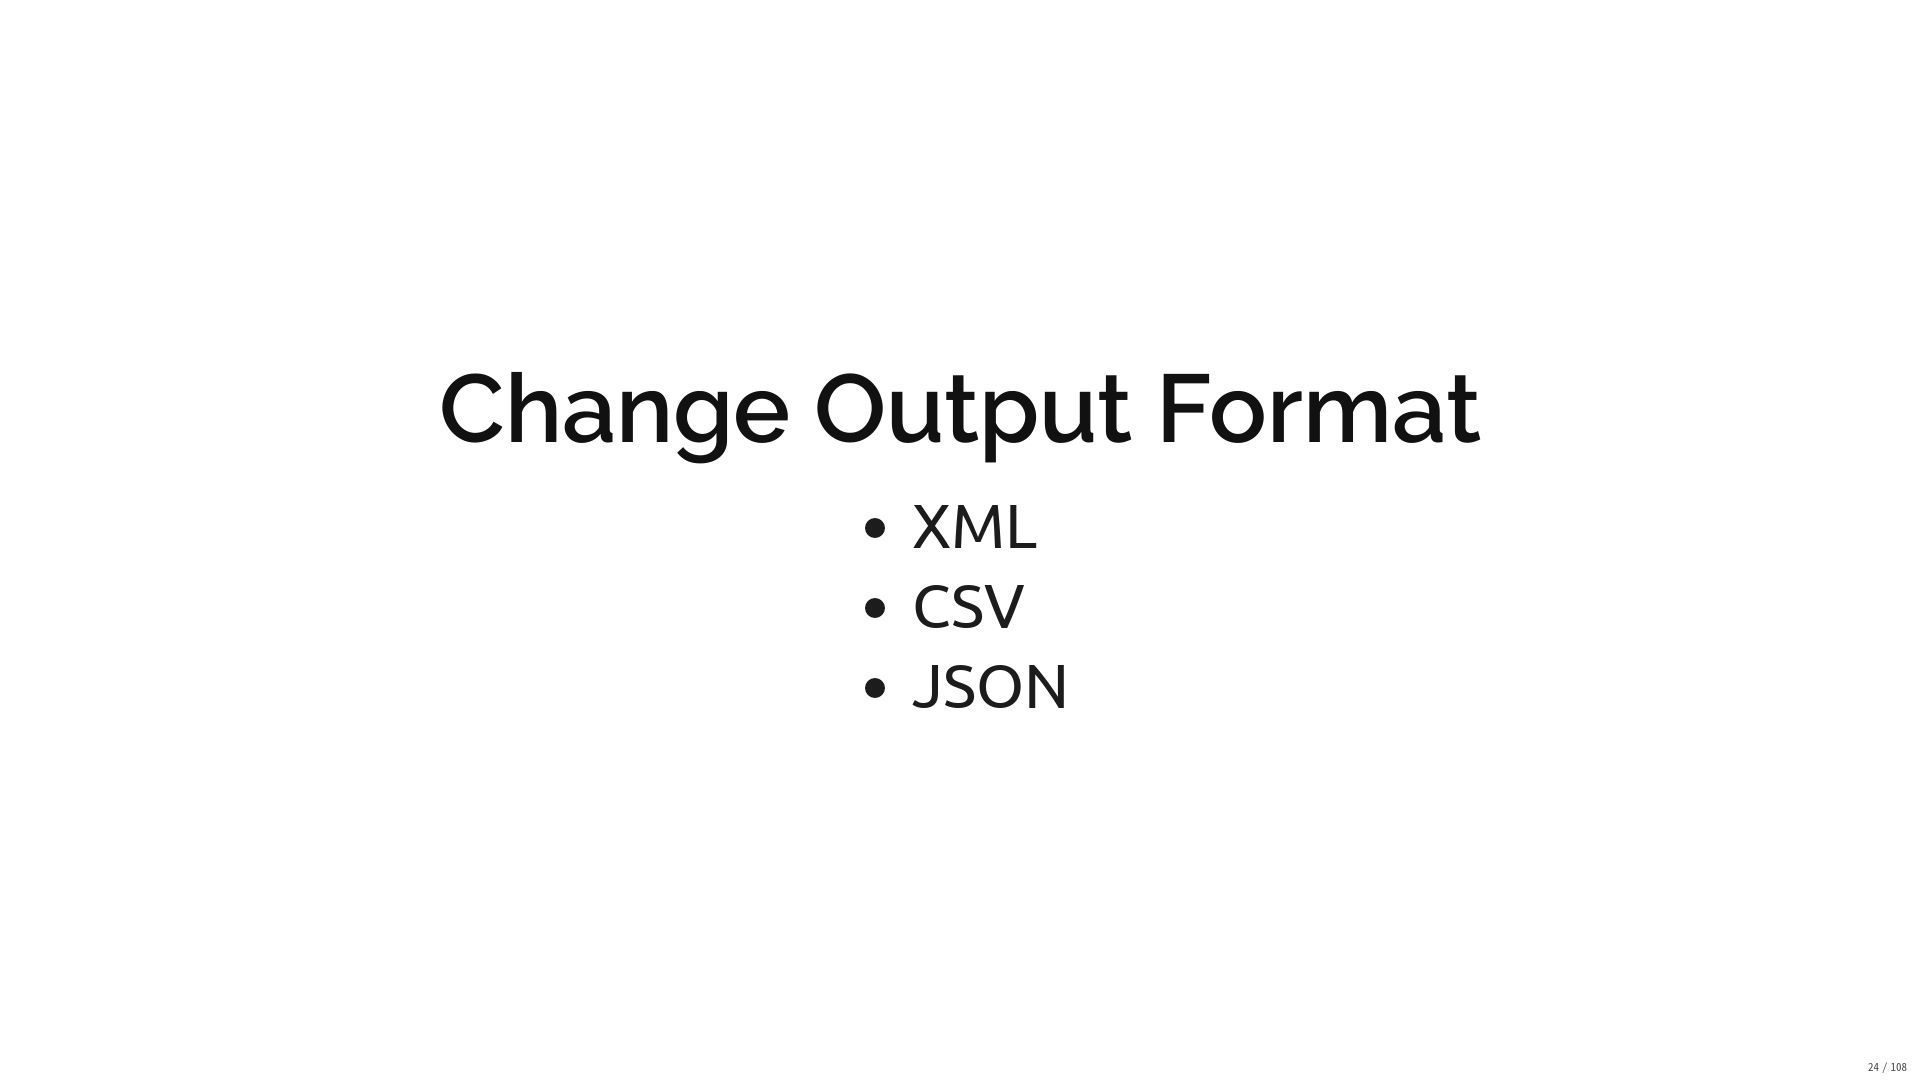 Change Output Format
• XML
• CSV
• JSON
24 / 108